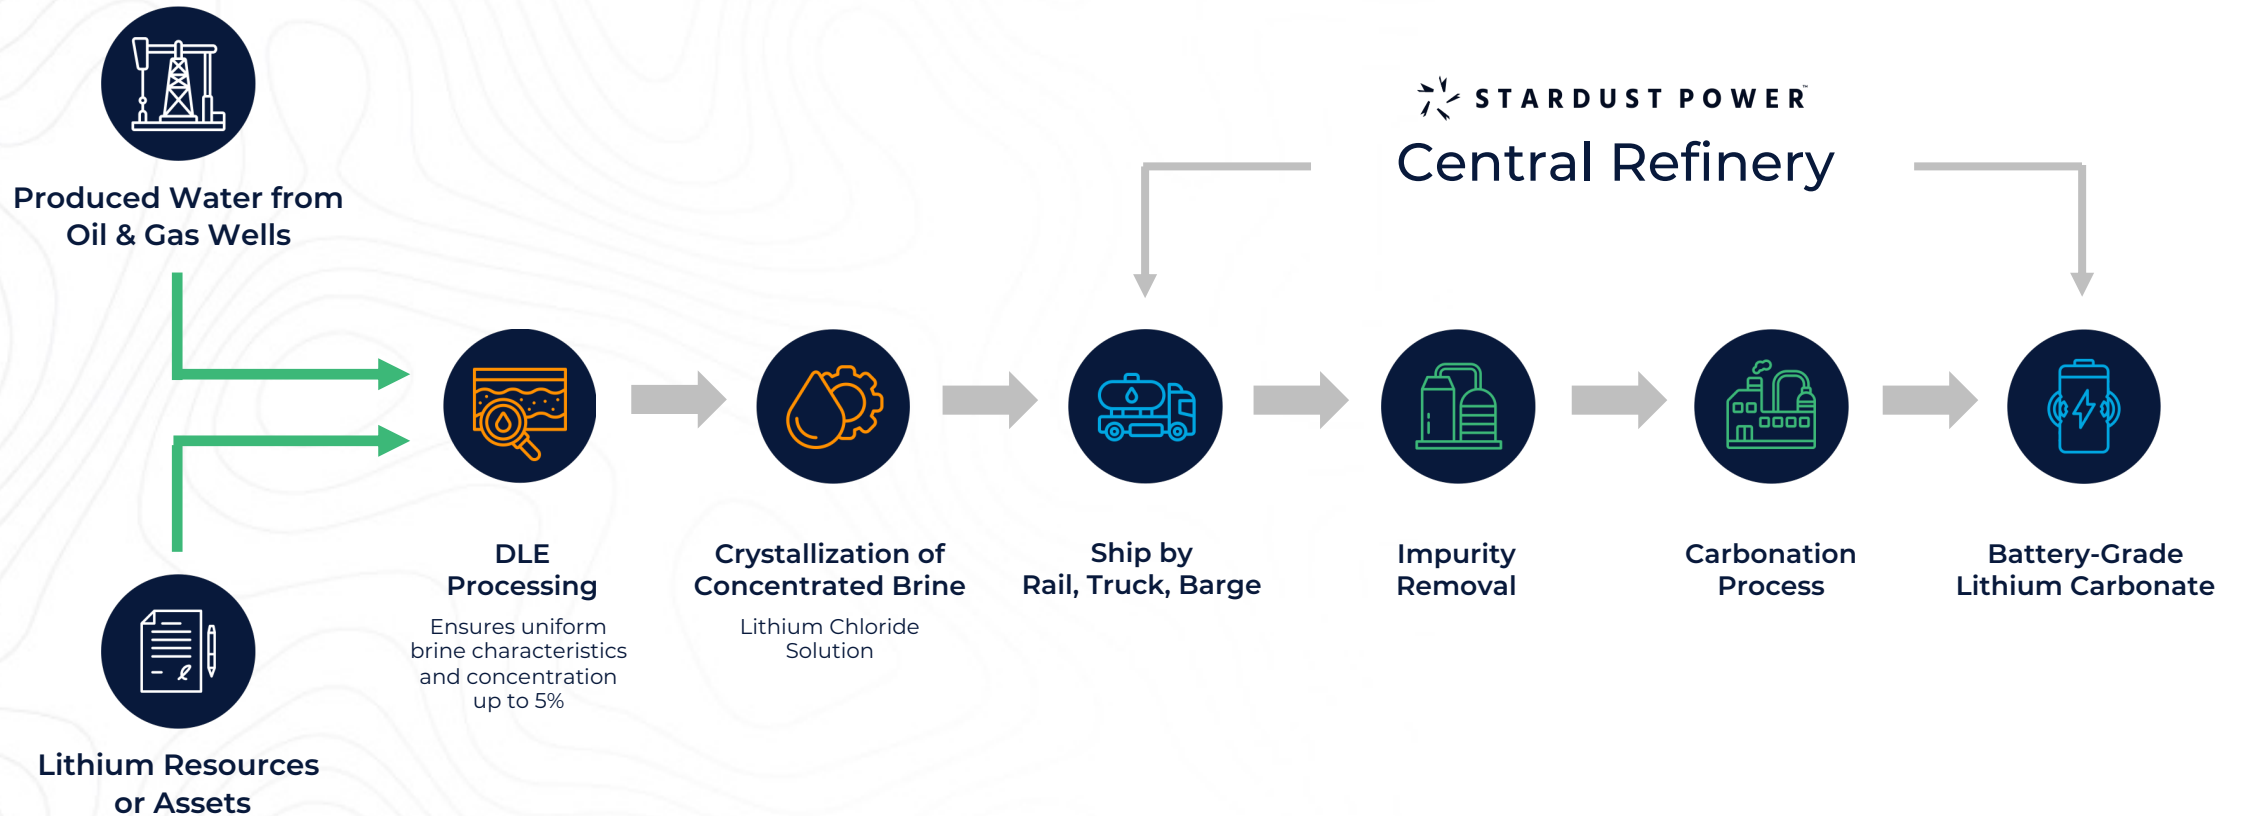 STARDUST POWER™
Central Refinery
Produced Water from
Oil & Gas Wells
Lithium Resources
or Assets
DLE
Processing
Ensures uniform
brine characteristics
and concentration
up to 5%
Crystallization of
Concentrated Brine
Lithium Chloride
Solution
Ship by
Rail, Truck, Barge
Impurity
Removal
Carbonation
Process
Battery-Grade
Lithium Carbonate